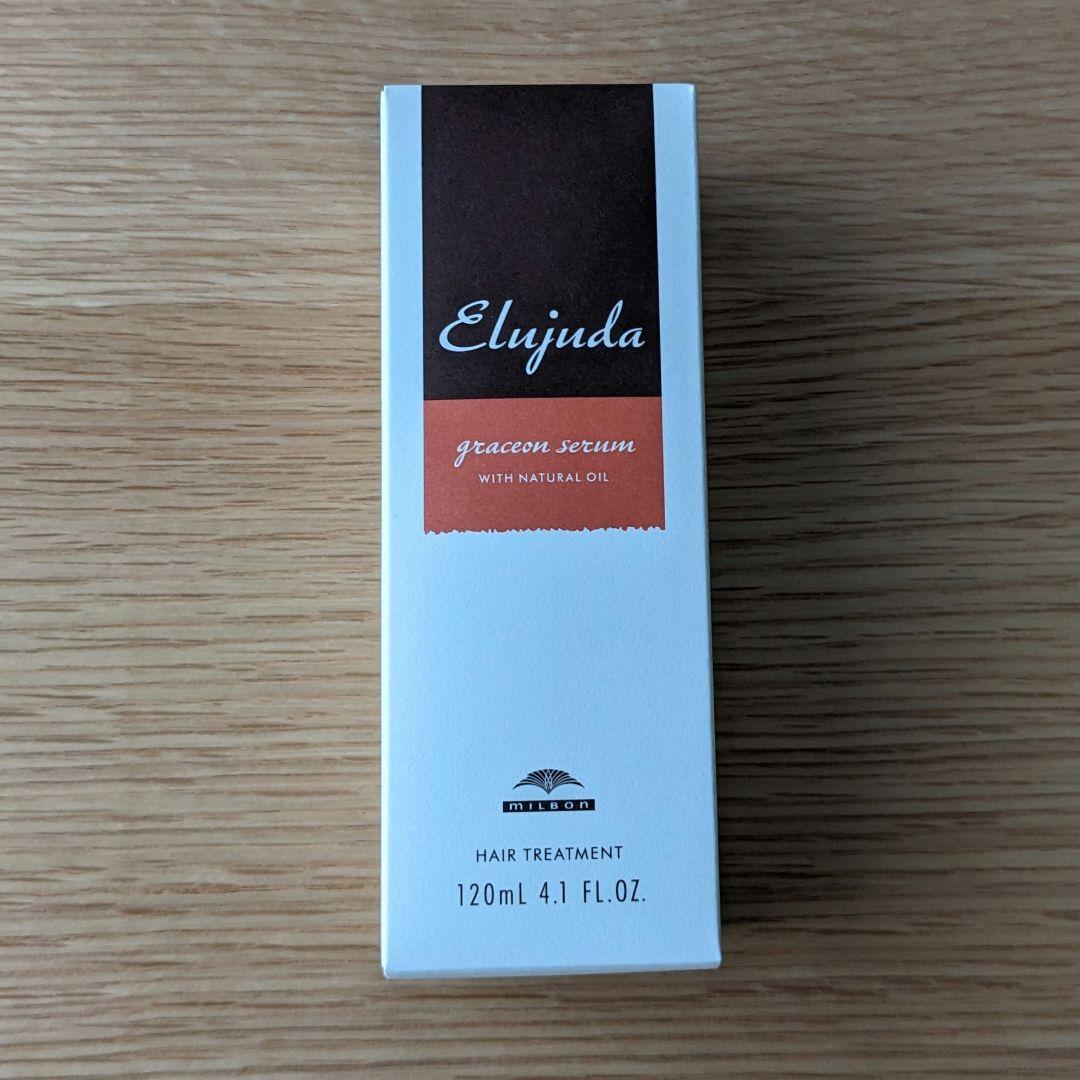 Elujuda
graceon serum
WITH NATURAL OIL
milbon
HAIR TREATMENT
120mL 4.1 FL.OZ.